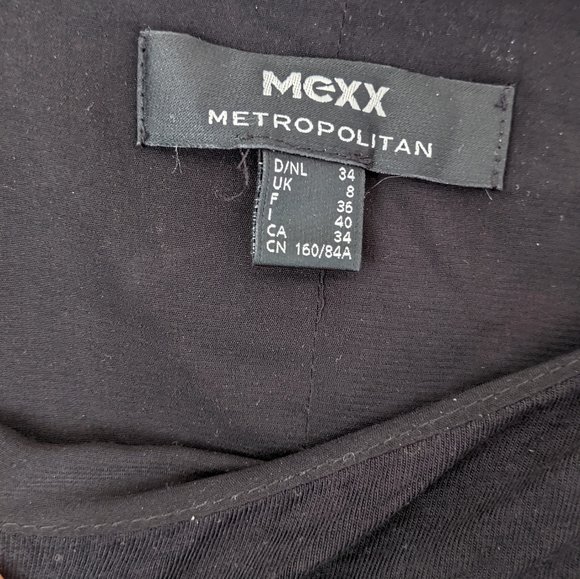 MEXX
METROPOLITAN
D/NL 34
UK 8
F 36
I 40
CA 34
CN 160/84A